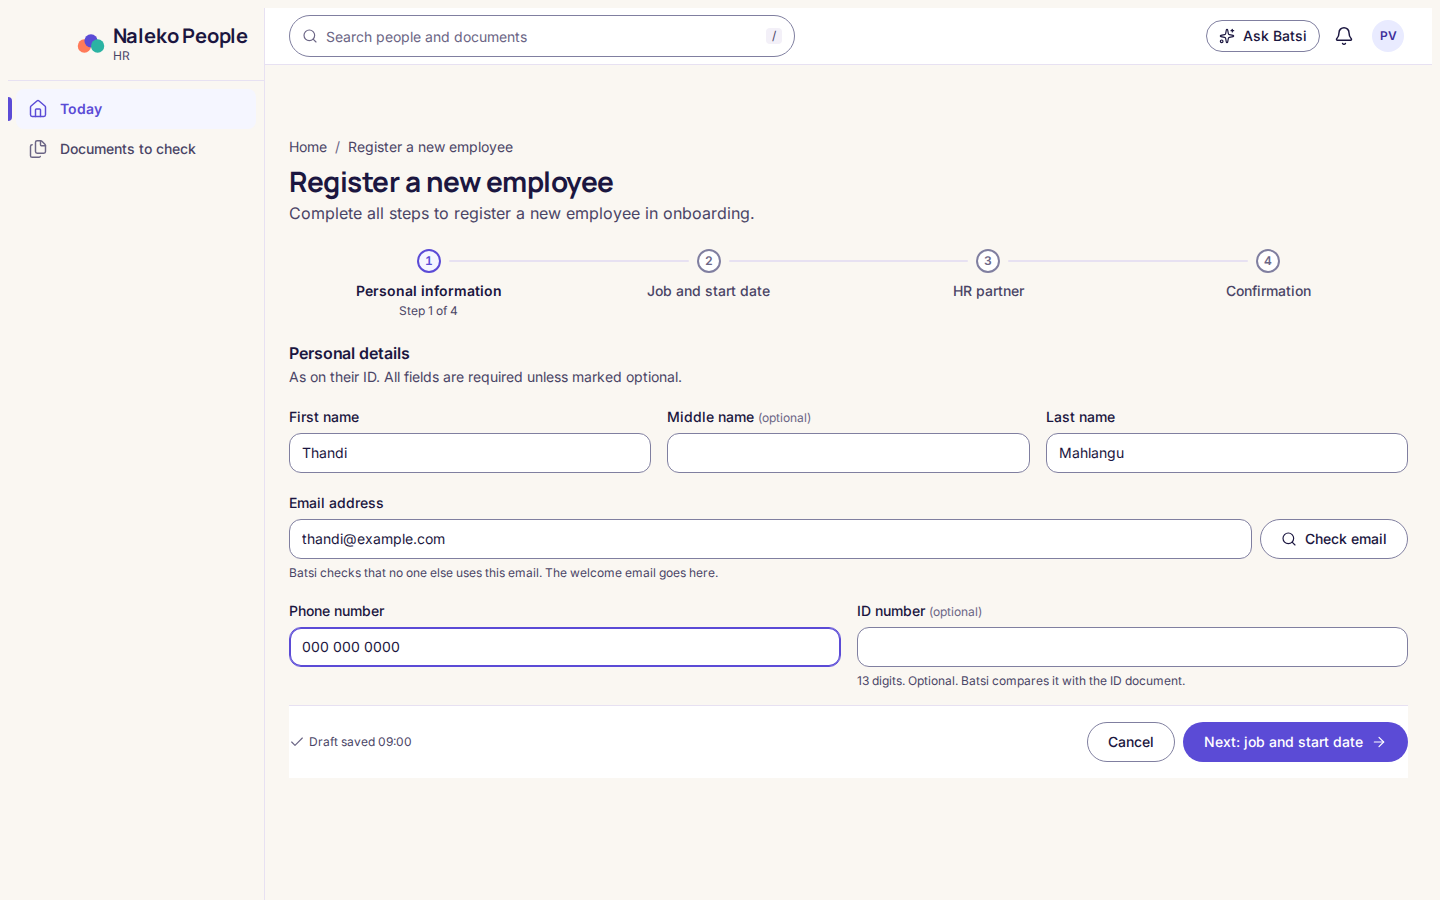 Naleko People
HR
Search people and documents
/
Ask Batsi
PV
Today
Documents to check
Home / Register a new employee
Register a new employee
Complete all steps to register a new employee in onboarding.
1
Personal information
Step 1 of 4
2
Job and start date
3
HR partner
4
Confirmation
Personal details
As on their ID. All fields are required unless marked optional.
First name
Thandi
Middle name (optional)
Last name
Mahlangu
Email address
thandi@example.com
Check email
Batsi checks that no one else uses this email. The welcome email goes here.
Phone number
000 000 0000
ID number (optional)
13 digits. Optional. Batsi compares it with the ID document.
Draft saved 09:00
Cancel
Next: job and start date